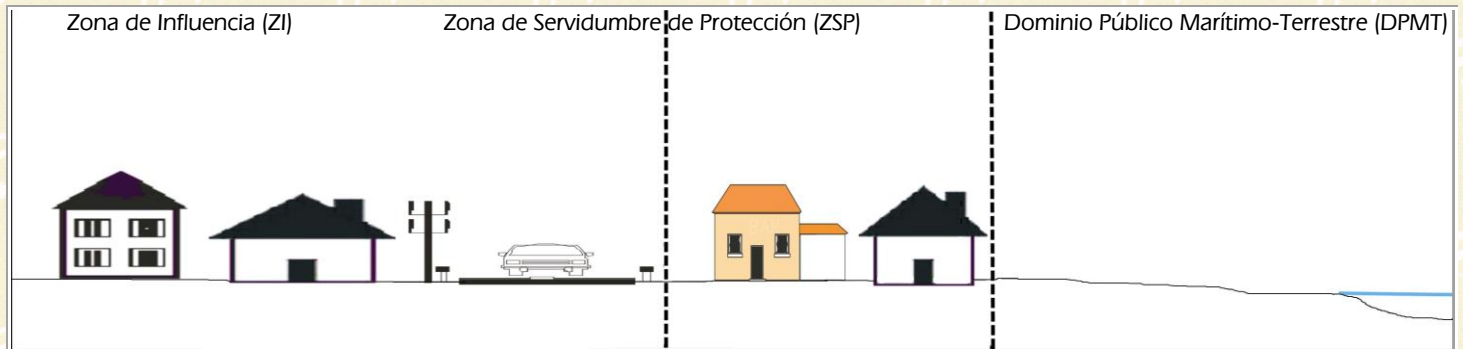 Zona de Influencia (ZI)
Zona de Servidumbre de Protección (ZSP)
Dominio Público Marítimo-Terrestre (DPMT)